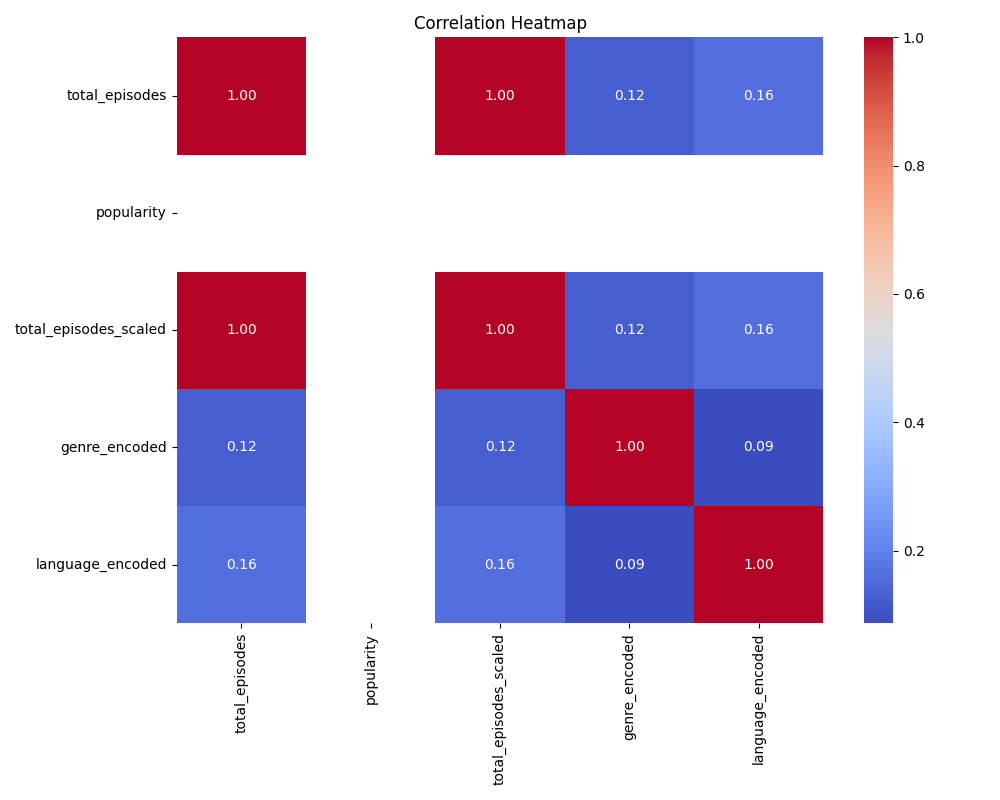 Correlation Heatmap
total_episodes
1.00
1.00
0.12
0.16
popularity
total_episodes_scaled
1.00
1.00
0.12
0.16
genre_encoded
0.12
0.12
1.00
0.09
language_encoded
0.16
0.16
0.09
1.00
total_episodes
popularity
total_episodes_scaled
genre_encoded
language_encoded
1.0
0.8
0.6
0.4
0.2